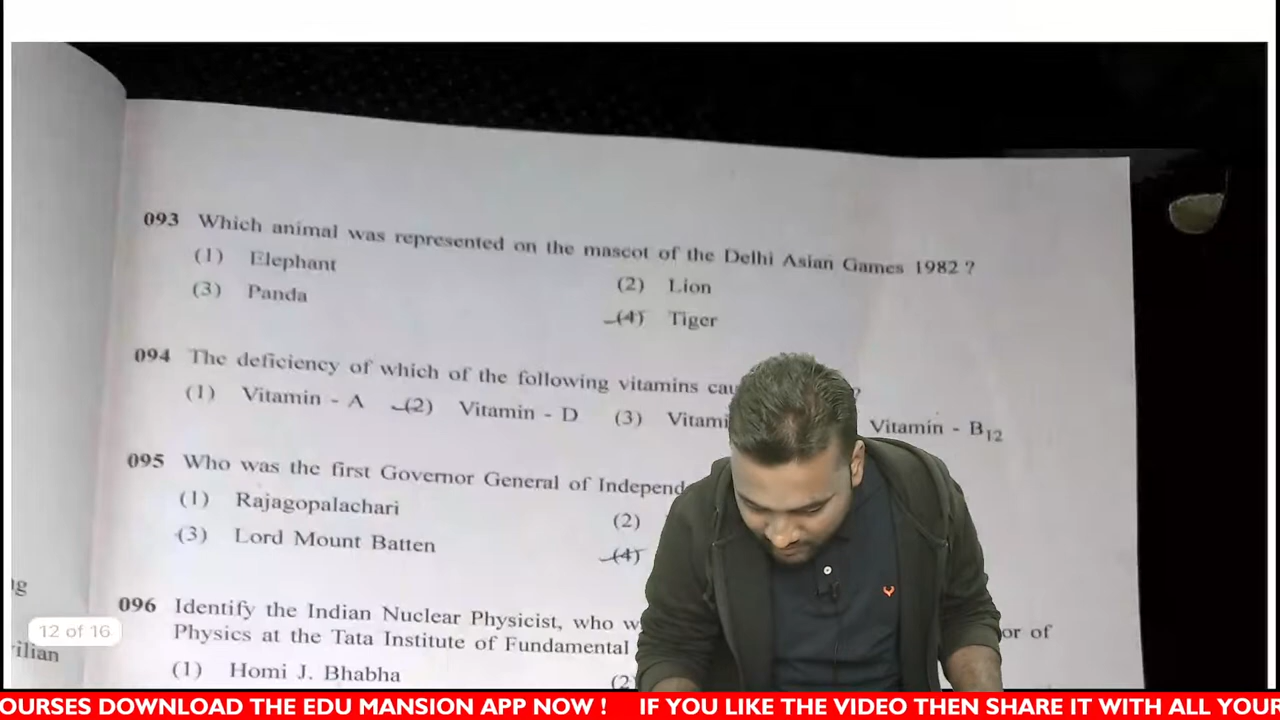 093 Which animal was represented on the mascot of the Delhi Asian Games 1982 ?
(1) Elephant
(2) Lion
(3) Panda
(4) Tiger
094 The deficiency of which of the following vitamins cau
(1) Vitamin - A (2) Vitamin - D (3) Vitami Vitamin - B12
095 Who was the first Governor General of Independ
(1) Rajagopalachari
(2)
(3) Lord Mount Batten
(4)
096 Identify the Indian Nuclear Physicist, who w
Physics at the Tata Institute of Fundamental or of
(1) Homi J. Bhabha
(2
ilian
12 of 16
OURSES DOWNLOAD THE EDU MANSION APP NOW ! IF YOU LIKE THE VIDEO THEN SHARE IT WITH ALL YOUR